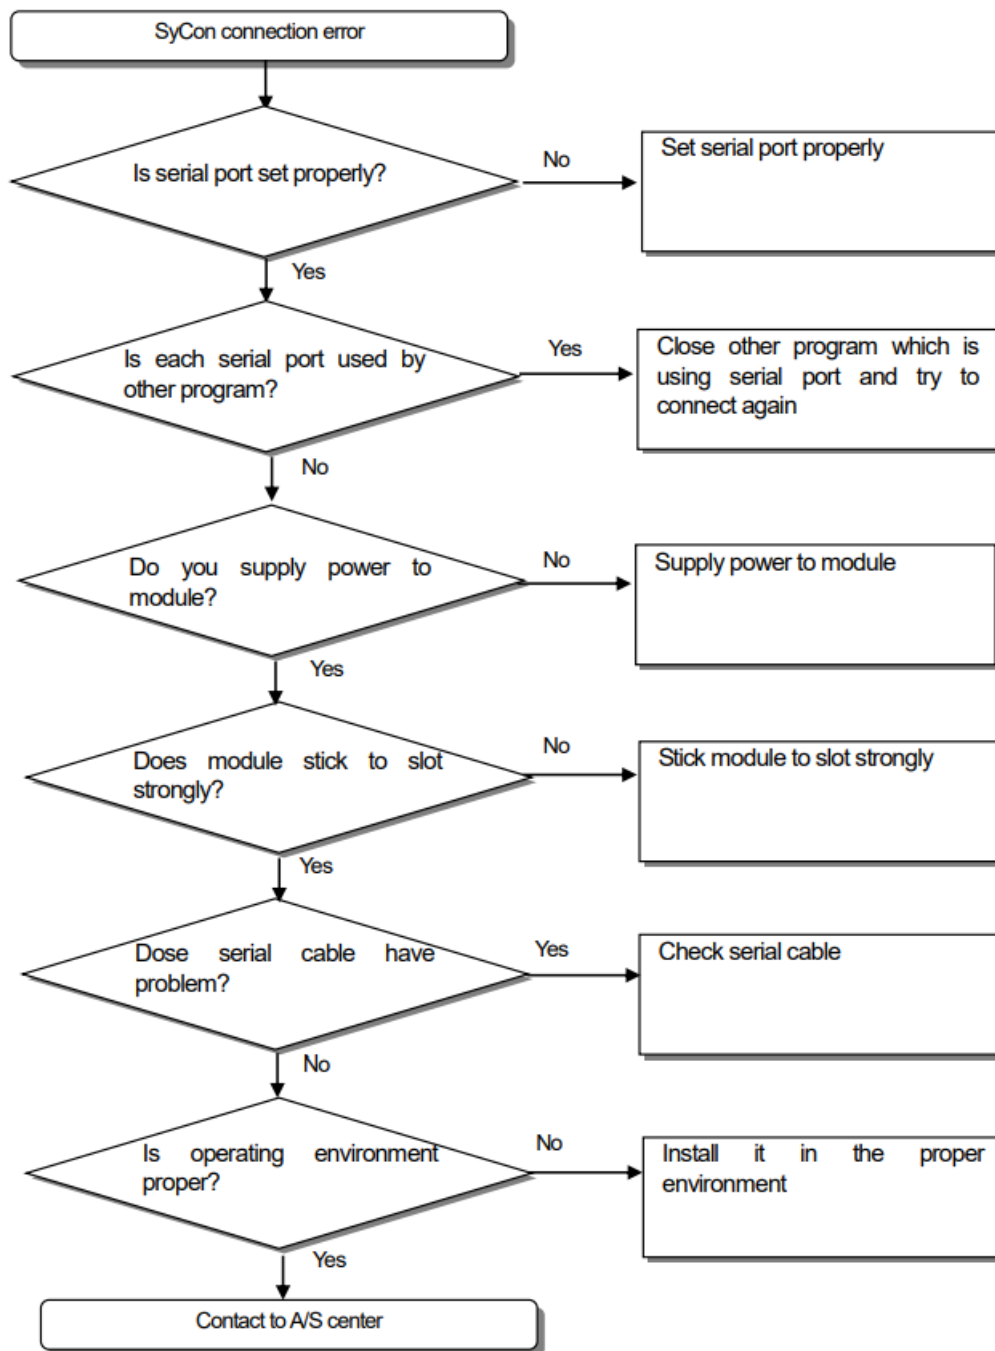 SyCon connection error
Is serial port set properly?
No
Set serial port properly
Yes
Is each serial port used by
other program?
Yes
Close other program which is
using serial port and try to
connect again
No
Do you supply power to
module?
No
Supply power to module
Yes
Does module stick to slot
strongly?
No
Stick module to slot strongly
Yes
Dose serial cable have
problem?
Yes
Check serial cable
No
Is operating environment
proper?
No
Install it in the proper
environment
Yes
Contact to A/S center